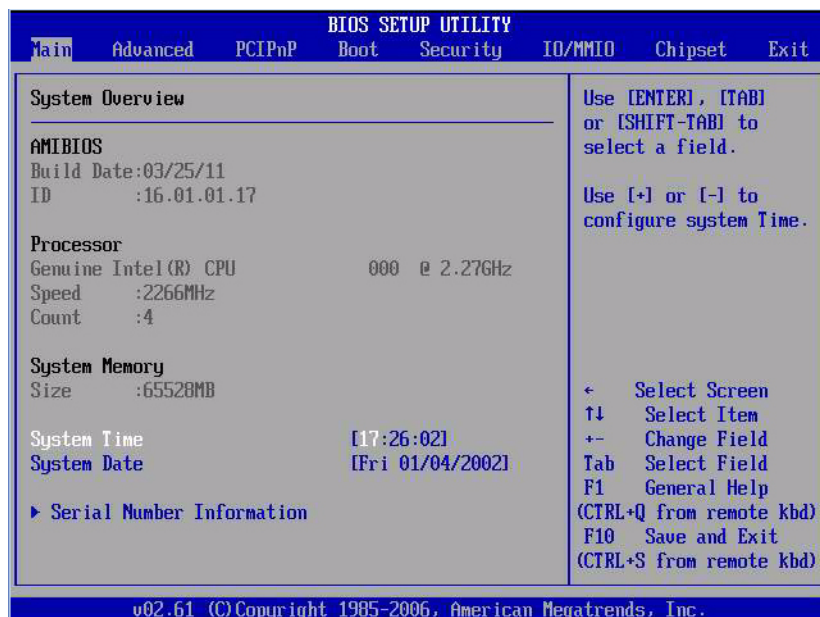 BIOS SETUP UTILITY
Main Advanced PCIPnP Boot Security IO/MMIO Chipset Exit
System Overview
AMIBIOS
Build Date:03/25/11
ID :16.01.01.17
Processor
Genuine Intel(R) CPU 000 @ 2.27GHz
Speed :2266MHz
Count :4
System Memory
Size :65528MB
System Time [17:26:02]
System Date [Fri 01/04/2002]
▶ Serial Number Information
Use [ENTER], [TAB]
or [SHIFT-TAB] to
select a field.
Use [+] or [-] to
configure system Time.
← Select Screen
↑↓ Select Item
+- Change Field
Tab Select Field
F1 General Help
(CTRL+Q from remote kbd)
F10 Save and Exit
(CTRL+S from remote kbd)
v02.61 (C)Copyright 1985-2006, American Megatrends, Inc.